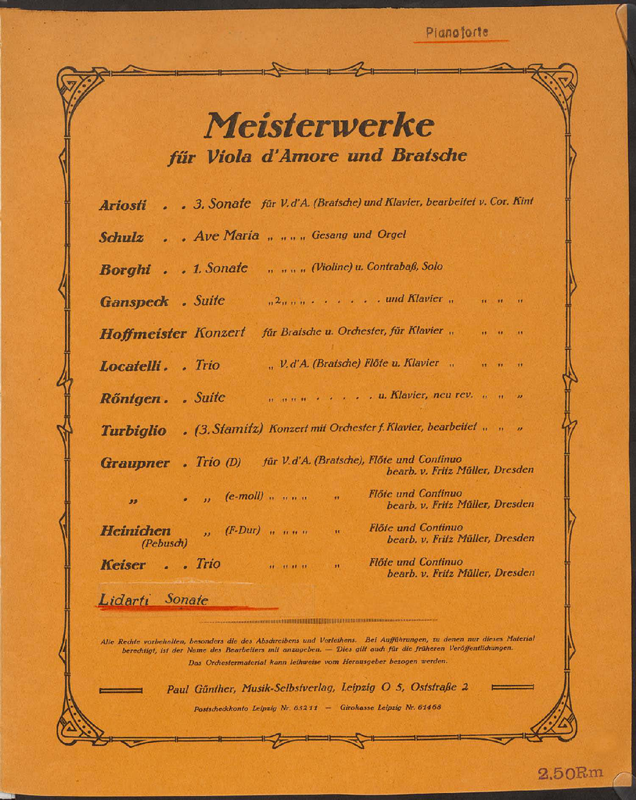 Pianoforte
Meisterwerke
für Viola d'Amore und Bratsche
Ariosti . . 3. Sonate für V. d'A. (Bratsche) und Klavier, bearbeitet v. Cor. Kint
Schulz . . Ave Maria „ „ „ „ Gesang und Orgel
Borghi . . 1. Sonate „ „ „ „ (Violine) u. Contrabaß, Solo
Ganspeck . Suite „2„ „ „ . . . . . . und Klavier „ „ „ „
Hoffmeister Konzert für Bratsche u. Orchester, für Klavier „ „ „ „
Locatelli . . Trio „ V. d'A. (Bratsche) Flöte u. Klavier „ „ „ „
Röntgen . . Suite „ „ „ „ . . . . . u. Klavier, neu rev. „ „ „
Turbiglio . (3. Stamitz) Konzert mit Orchester f. Klavier, bearbeitet „ „ „
Graupner . Trio (D) für V. d'A. (Bratsche), Flöte und Continuo
bearb. v. Fritz Müller, Dresden
„ . „ (e-moll) „ „ „ „ „ Flöte und Continuo
bearb. v. Fritz Müller, Dresden
Heinichen „ (F-Dur) „ „ „ „ „ Flöte und Continuo
(Pebusch) bearb. v. Fritz Müller, Dresden
Keiser . . Trio „ „ „ „ „ Flöte und Continuo
bearb. v. Fritz Müller, Dresden
Lidarti Sonate
Alle Rechte vorbehalten, besonders die des Abschreibens und Verleihens. Bei Aufführungen, zu denen nur dieses Material
berechtigt, ist der Name des Bearbeiters mit anzugeben. — Dies gilt auch für die früheren Veröffentlichungen.
Das Orchestermaterial kann leihweise vom Herausgeber bezogen werden.
Paul Günther, Musik-Selbstverlag, Leipzig O 5, Oststraße 2
Postscheckkonto Leipzig Nr. 63211 — Girokasse Leipzig Nr. 61468
2.50Rm